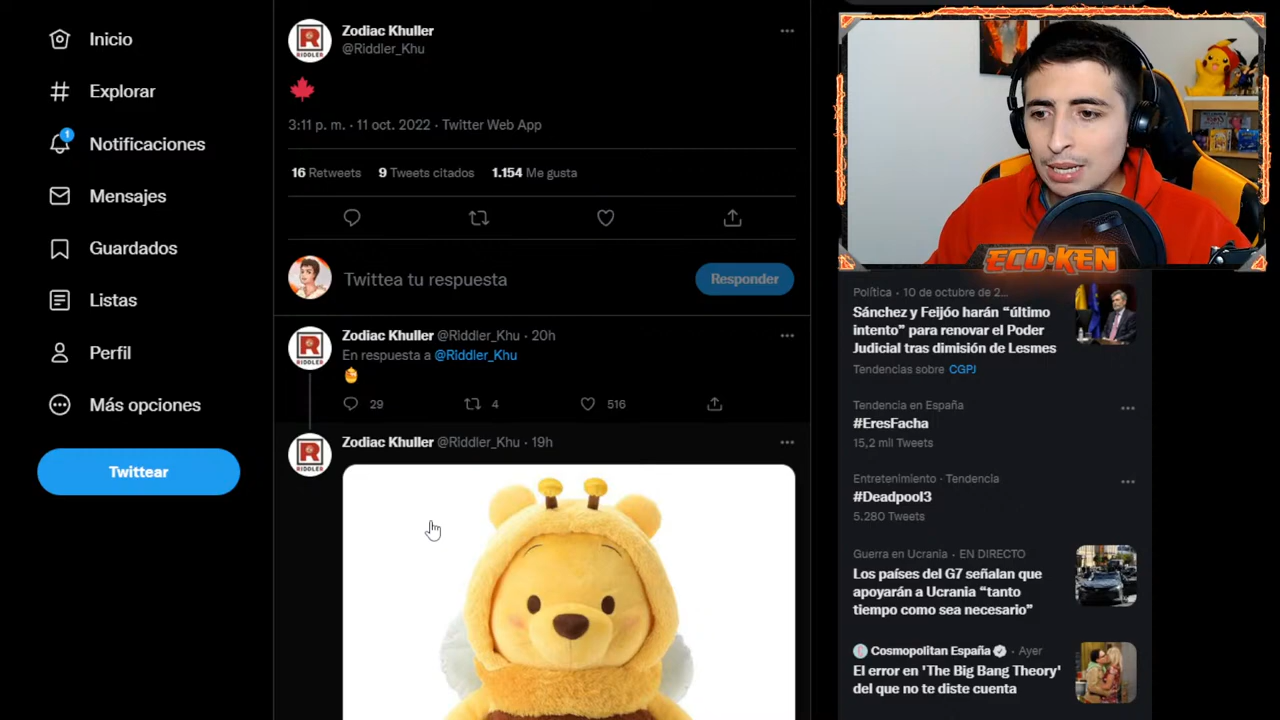 Inicio
Explorar
1
Notificaciones
Mensajes
Guardados
Listas
Perfil
Más opciones
Twittear
Zodiac Khuller
@Riddler_Khu
3:11 p. m. · 11 oct. 2022 · Twitter Web App
16 Retweets 9 Tweets citados 1.154 Me gusta
Twittea tu respuesta
Responder
Zodiac Khuller @Riddler_Khu · 20h
En respuesta a @Riddler_Khu
29 4 516
Zodiac Khuller @Riddler_Khu · 19h
RIDDLER
RIDDLER
RIDDLER
ECO·KEN
Política · 10 de octubre de 2...
Sánchez y Feijóo harán “último
intento” para renovar el Poder
Judicial tras dimisión de Lesmes
Tendencias sobre CGPJ
Tendencia en España
#EresFacha
15,2 mil Tweets
Entretenimiento · Tendencia
#Deadpool3
5.280 Tweets
Guerra en Ucrania · EN DIRECTO
Los países del G7 señalan que
apoyarán a Ucrania “tanto
tiempo como sea necesario”
Cosmopolitan España · Ayer
El error en 'The Big Bang Theory'
del que no te diste cuenta